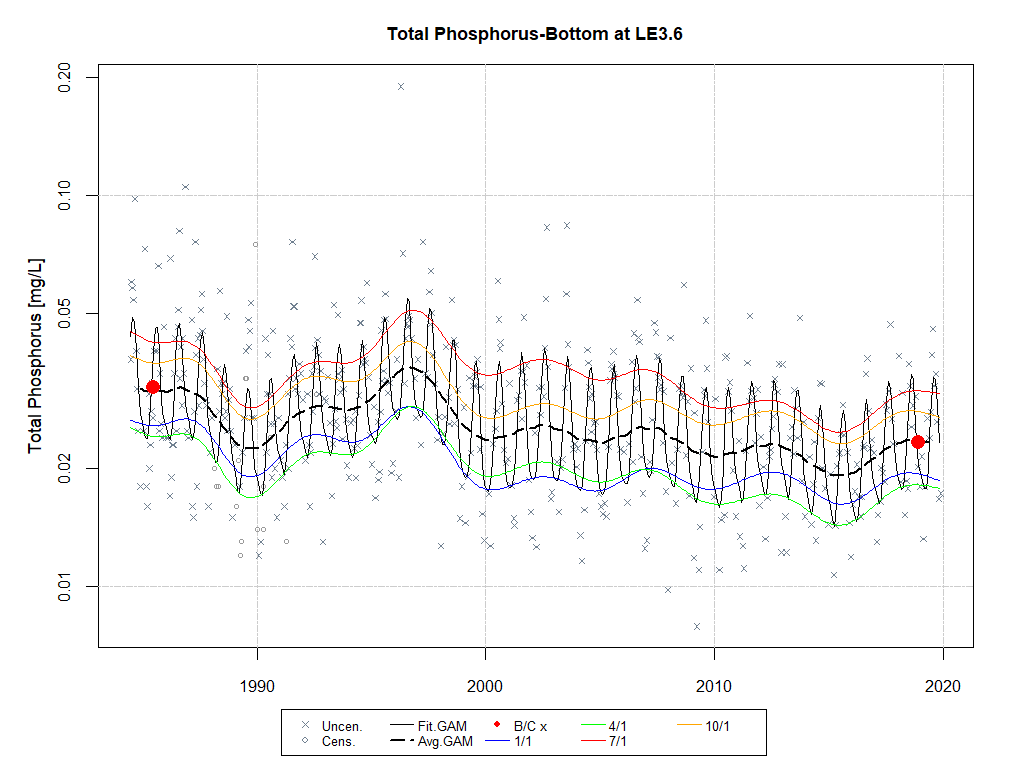 Total Phosphorus-Bottom at LE3.6
Total Phosphorus [mg/L]
0.20
0.10
0.05
0.02
0.01
1990 2000 2010 2020
Uncen. Fit.GAM B/C x 4/1 10/1
Cens. Avg.GAM 1/1 7/1